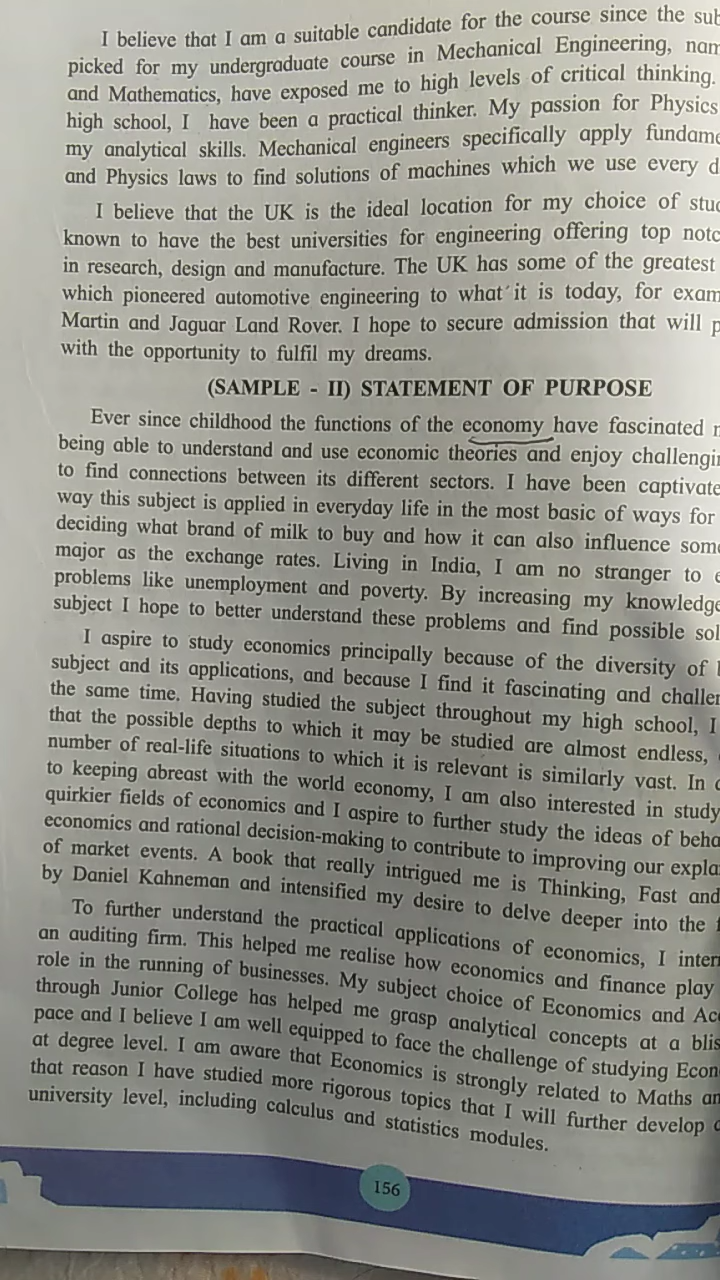 I believe that I am a suitable candidate for the course since the
picked for my undergraduate course in Mechanical Engineering,
and Mathematics, have exposed me to high levels of critical thinking.
high school, I have been a practical thinker. My passion for Physics
my analytical skills. Mechanical engineers specifically apply
and Physics laws to find solutions of machines which we use every
I believe that the UK is the ideal location for my choice of
known to have the best universities for engineering offering top
in research, design and manufacture. The UK has some of the greatest
which pioneered automotive engineering to what it is today, for
Martin and Jaguar Land Rover. I hope to secure admission that will
with the opportunity to fulfil my dreams.
(SAMPLE - II) STATEMENT OF PURPOSE
Ever since childhood the functions of the economy have fascinated
being able to understand and use economic theories and enjoy
to find connections between its different sectors. I have been
way this subject is applied in everyday life in the most basic of ways for
deciding what brand of milk to buy and how it can also influence
major as the exchange rates. Living in India, I am no stranger to
problems like unemployment and poverty. By increasing my knowledge
subject I hope to better understand these problems and find possible
I aspire to study economics principally because of the diversity of
subject and its applications, and because I find it fascinating and
the same time. Having studied the subject throughout my high school, I
that the possible depths to which it may be studied are almost endless,
number of real-life situations to which it is relevant is similarly vast. In
to keeping abreast with the world economy, I am also interested in
quirkier fields of economics and I aspire to further study the ideas of
economics and rational decision-making to contribute to improving our
of market events. A book that really intrigued me is Thinking, Fast and
by Daniel Kahneman and intensified my desire to delve deeper into the
To further understand the practical applications of economics, I
an auditing firm. This helped me realise how economics and finance play
role in the running of businesses. My subject choice of Economics and
through Junior College has helped me grasp analytical concepts at a
pace and I believe I am well equipped to face the challenge of studying
at degree level. I am aware that Economics is strongly related to Maths
that reason I have studied more rigorous topics that I will further develop
university level, including calculus and statistics modules.
156